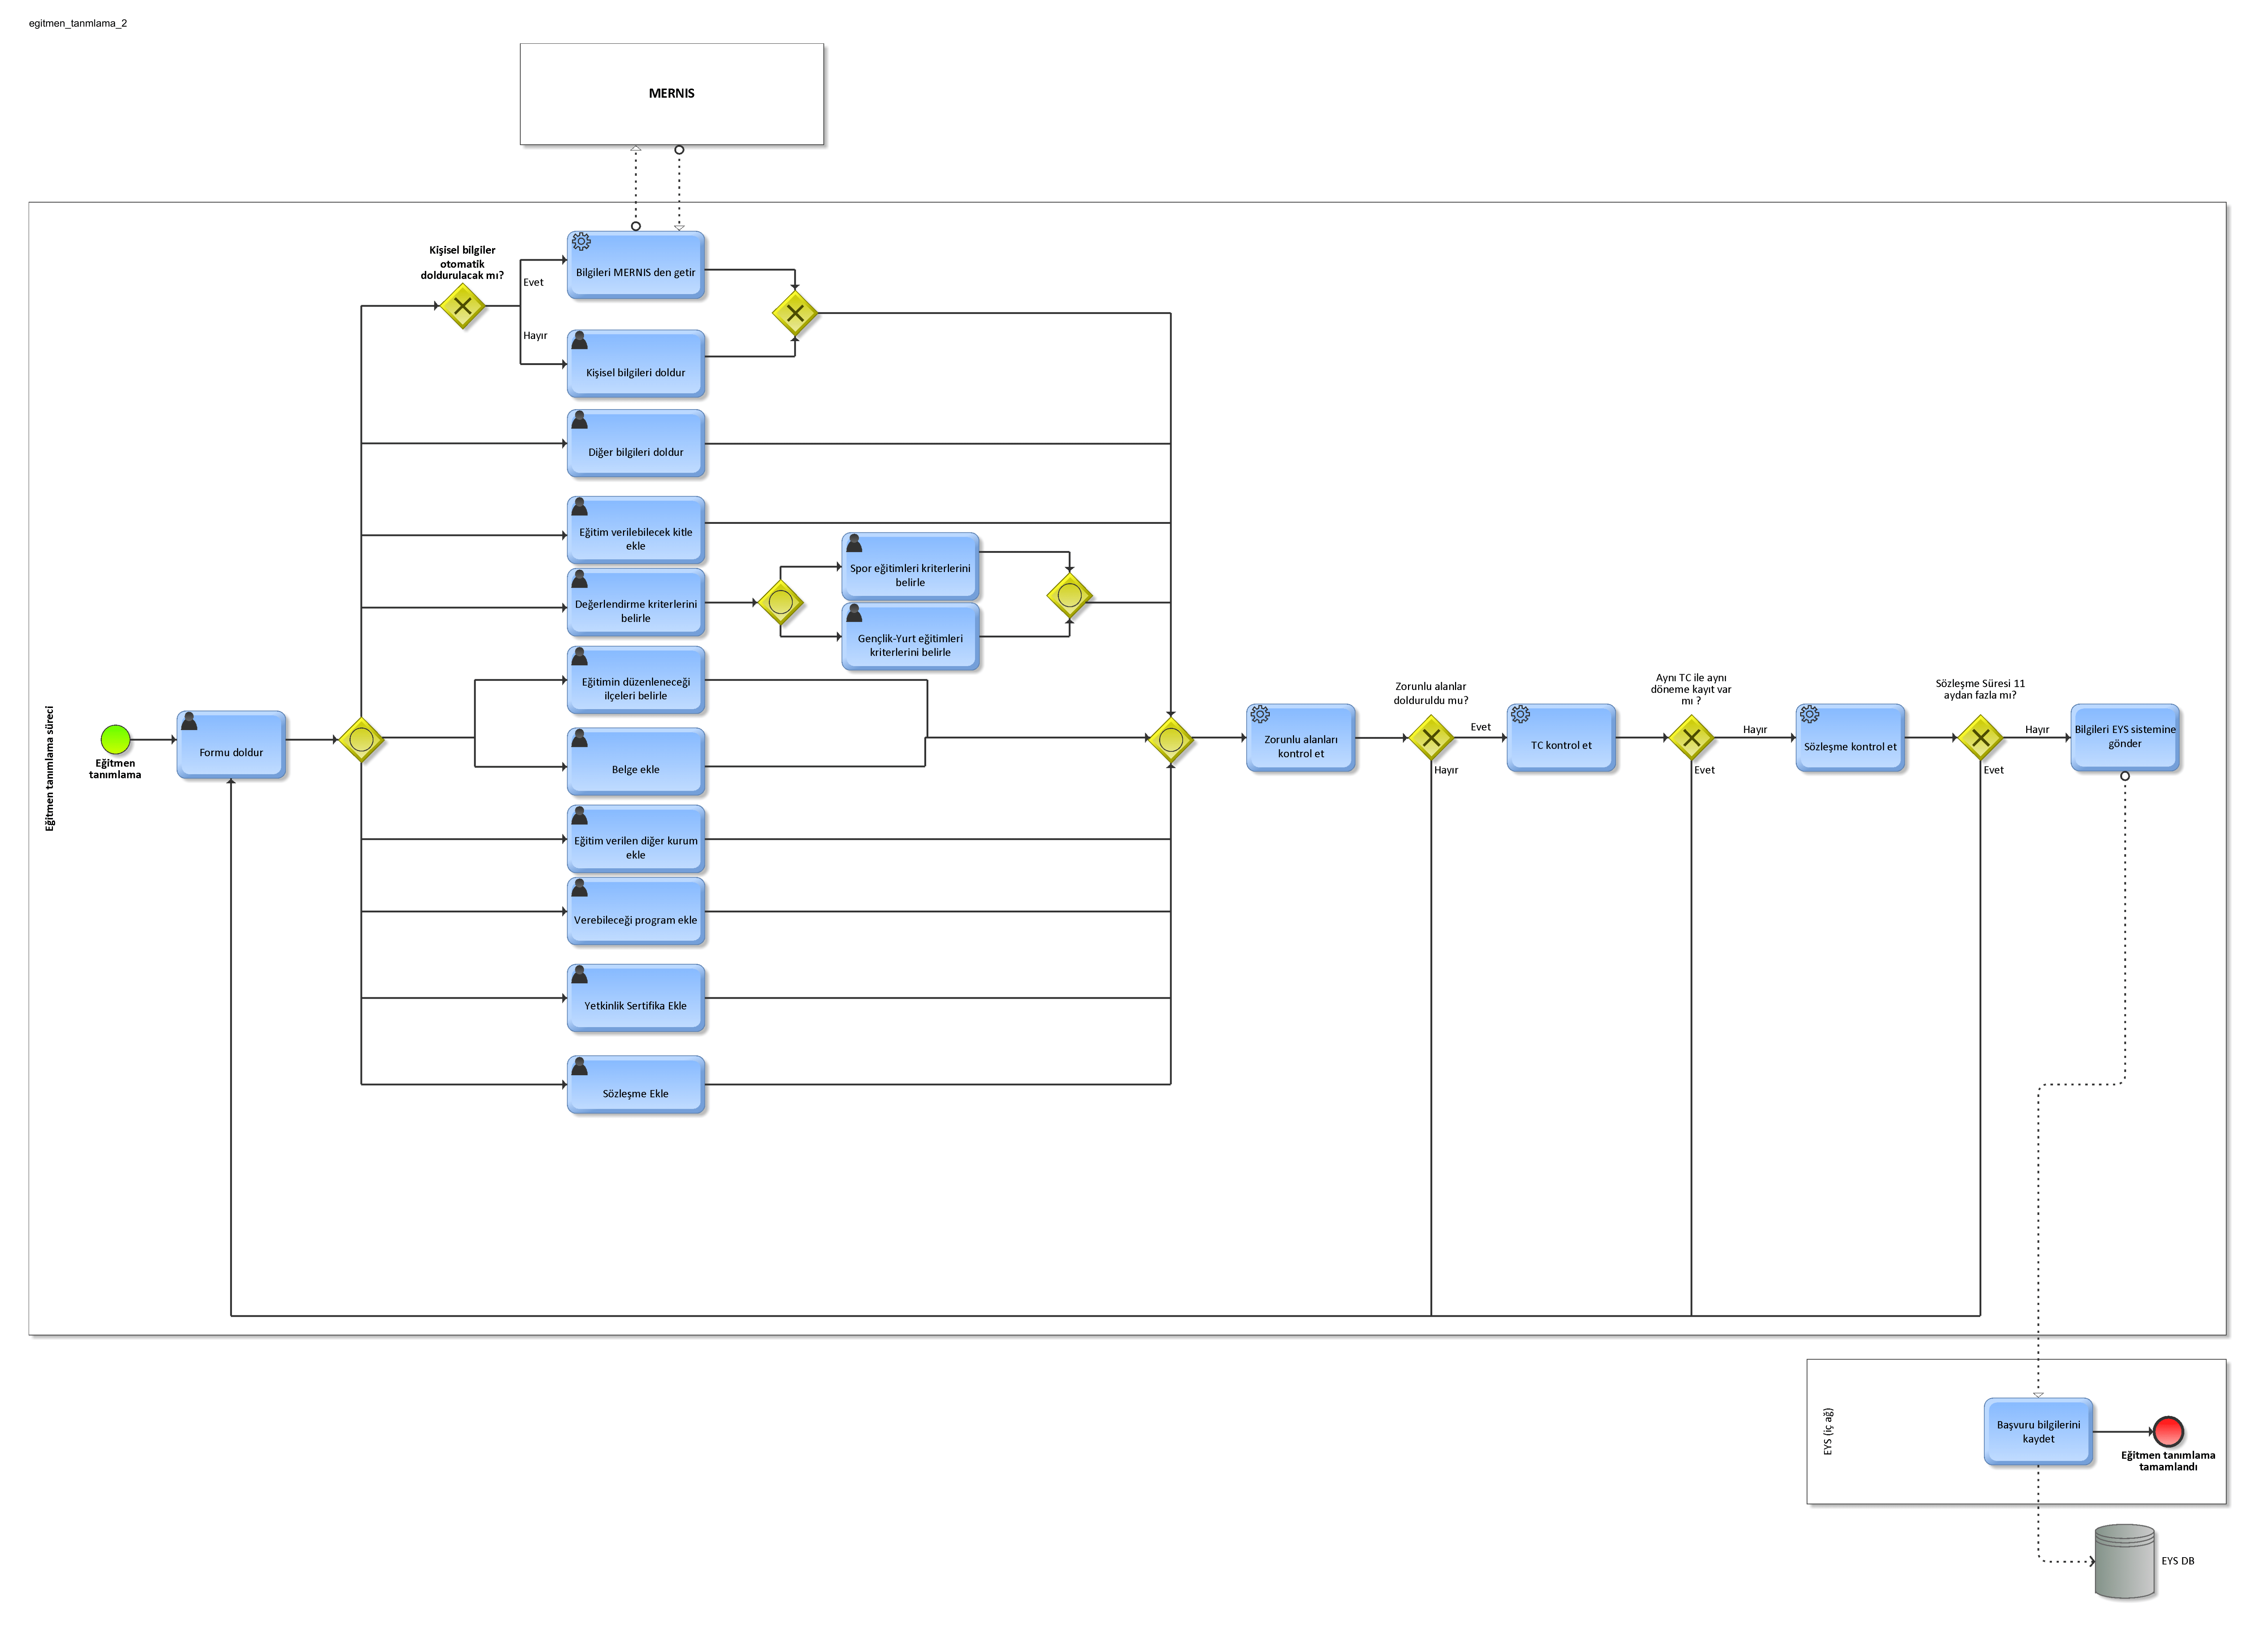 egitmen_tanmlama_2
MERNIS
Kişisel bilgiler
otomatik
doldurulacak mı?
Evet
Hayır
Bilgileri MERNIS den getir
Kişisel bilgileri doldur
Diğer bilgileri doldur
Eğitim verilebilecek kitle
ekle
Değerlendirme kriterlerini
belirle
Spor eğitimleri kriterlerini
belirle
Gençlik-Yurt eğitimleri
kriterlerini belirle
Eğitimin düzenleneceği
ilçeleri belirle
Belge ekle
Eğitim verilen diğer kurum
ekle
Verebileceği program ekle
Yetkinlik Sertifika Ekle
Sözleşme Ekle
Eğitmen tanımlama süreci
Eğitmen
tanımlama
Formu doldur
Zorunlu alanları
kontrol et
Zorunlu alanlar
dolduruldu mu?
Evet
Hayır
TC kontrol et
Aynı TC ile aynı
döneme kayıt var
mı ?
Hayır
Evet
Sözleşme kontrol et
Sözleşme Süresi 11
aydan fazla mı?
Hayır
Evet
Bilgileri EYS sistemine
gönder
EYS (iç ağ)
Başvuru bilgilerini
kaydet
Eğitmen tanımlama
tamamlandı
EYS DB